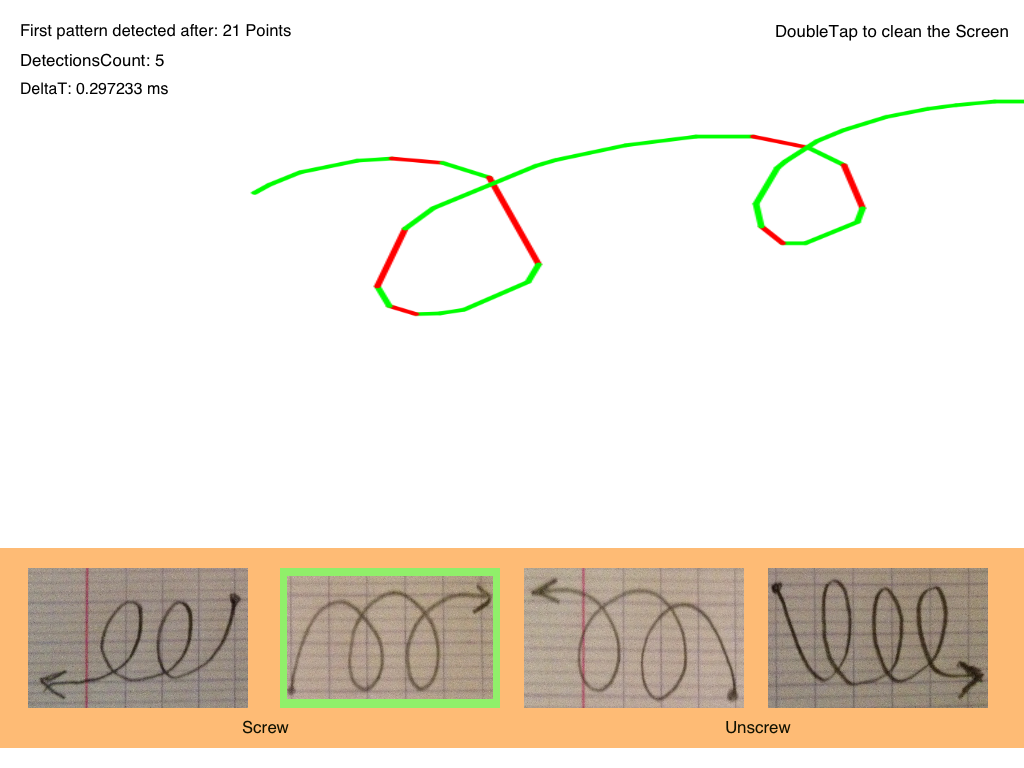 First pattern detected after: 21 Points
DoubleTap to clean the Screen
DetectionsCount: 5
DeltaT: 0.297233 ms
Screw
Unscrew